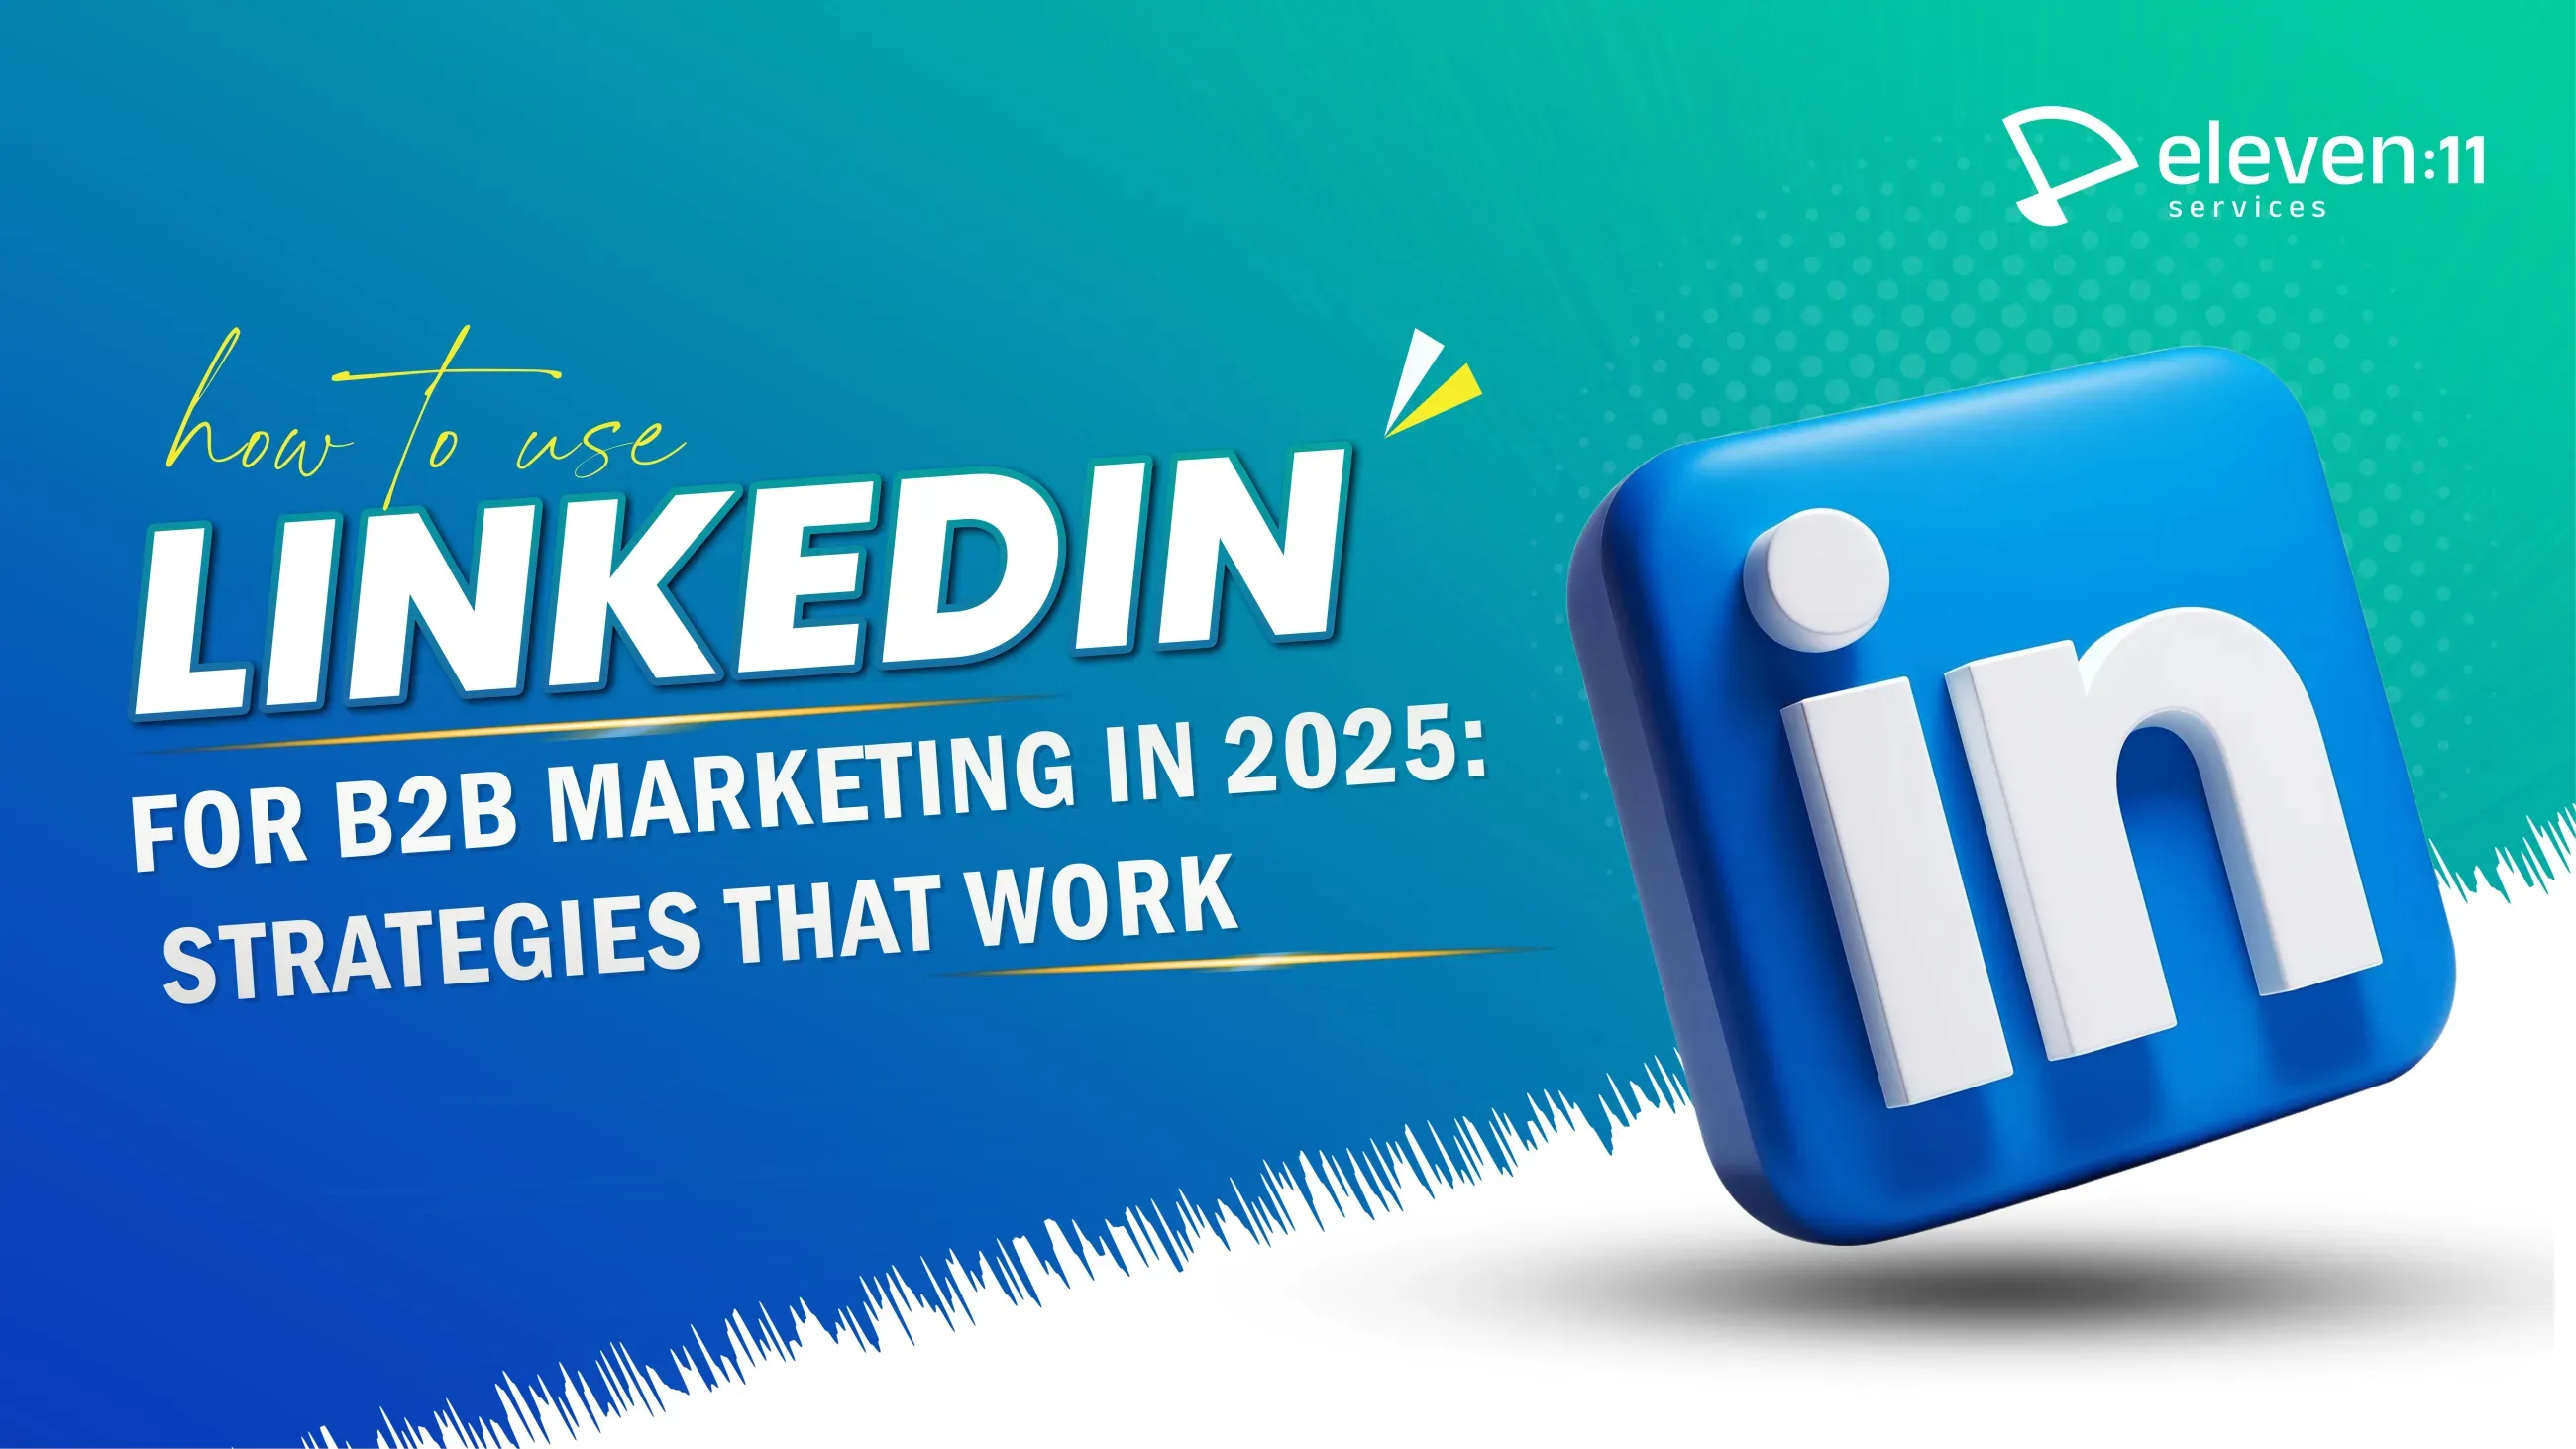 eleven:11
services
how to use
LINKEDIN
FOR B2B MARKETING IN 2025:
STRATEGIES THAT WORK
in